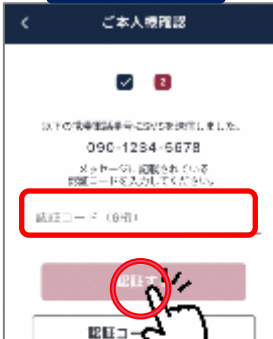 ご本人様確認
2
以下の携帯電話番号にSMSを送信しました。
090-1234-5678
メッセージに記載されている
認証コードを入力してください。
認証コード（6桁）
認証す
認証コー